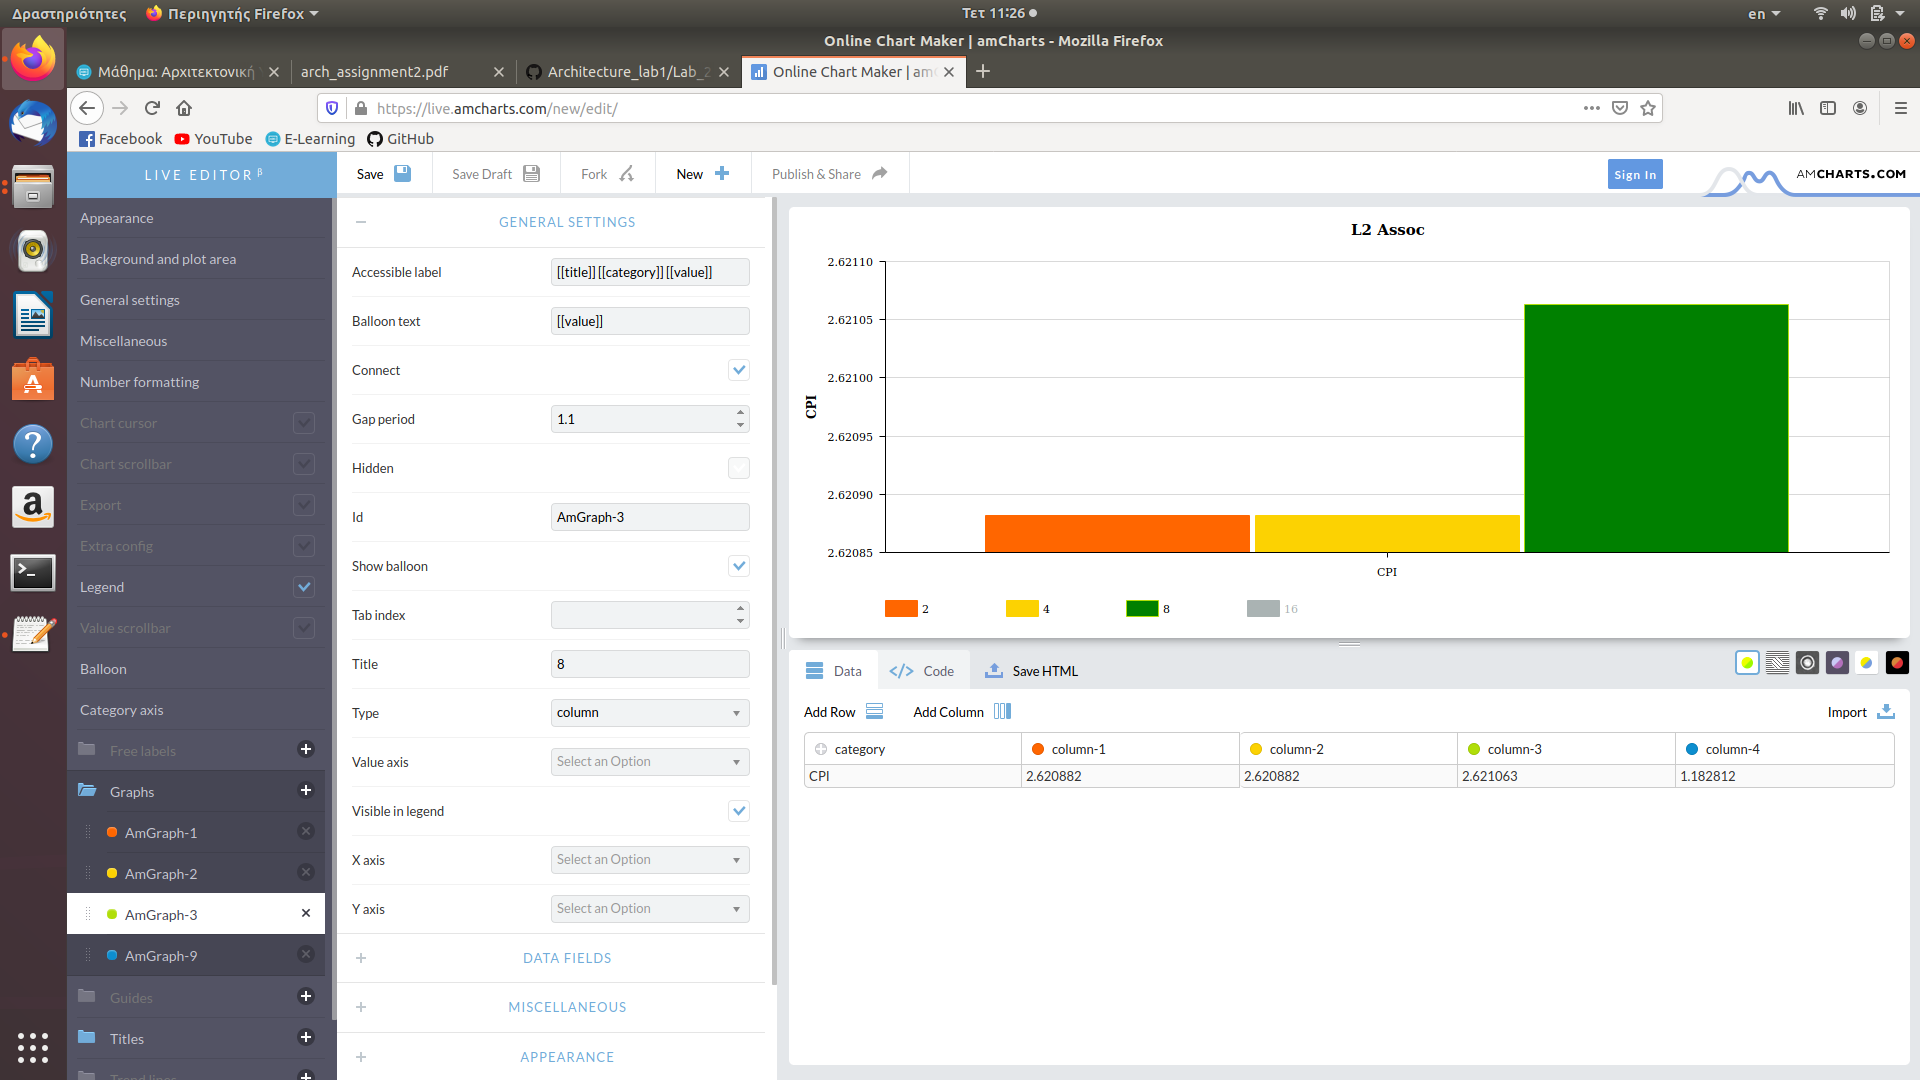 Δραστηριότητες
Περιηγητής Firefox
Τετ 11:26
en
Online Chart Maker | amCharts - Mozilla Firefox
Μάθημα: Αρχιτεκτονική
arch_assignment2.pdf
Architecture_lab1/Lab_2
Online Chart Maker | am
https://live.amcharts.com/new/edit/
Facebook
YouTube
E-Learning
GitHub
LIVE EDITOR β
Save
Save Draft
Fork
New
Publish & Share
Sign In
AMCHARTS.COM
Appearance
Background and plot area
General settings
Miscellaneous
Number formatting
Chart cursor
Chart scrollbar
Export
Extra config
Legend
Value scrollbar
Balloon
Category axis
Free labels
Graphs
AmGraph-1
AmGraph-2
AmGraph-3
AmGraph-9
Guides
Titles
Trend lines
GENERAL SETTINGS
Accessible label
[[title]] [[category]] [[value]]
Balloon text
[[value]]
Connect
Gap period
1.1
Hidden
Id
AmGraph-3
Show balloon
Tab index
Title
8
Type
column
Value axis
Select an Option
Visible in legend
X axis
Select an Option
Y axis
Select an Option
DATA FIELDS
MISCELLANEOUS
APPEARANCE
L2 Assoc
2.62110
2.62105
2.62100
2.62095
2.62090
2.62085
CPI
CPI
2
4
8
16
Data
Code
Save HTML
Add Row
Add Column
Import
category
column-1
column-2
column-3
column-4
CPI
2.620882
2.620882
2.621063
1.182812